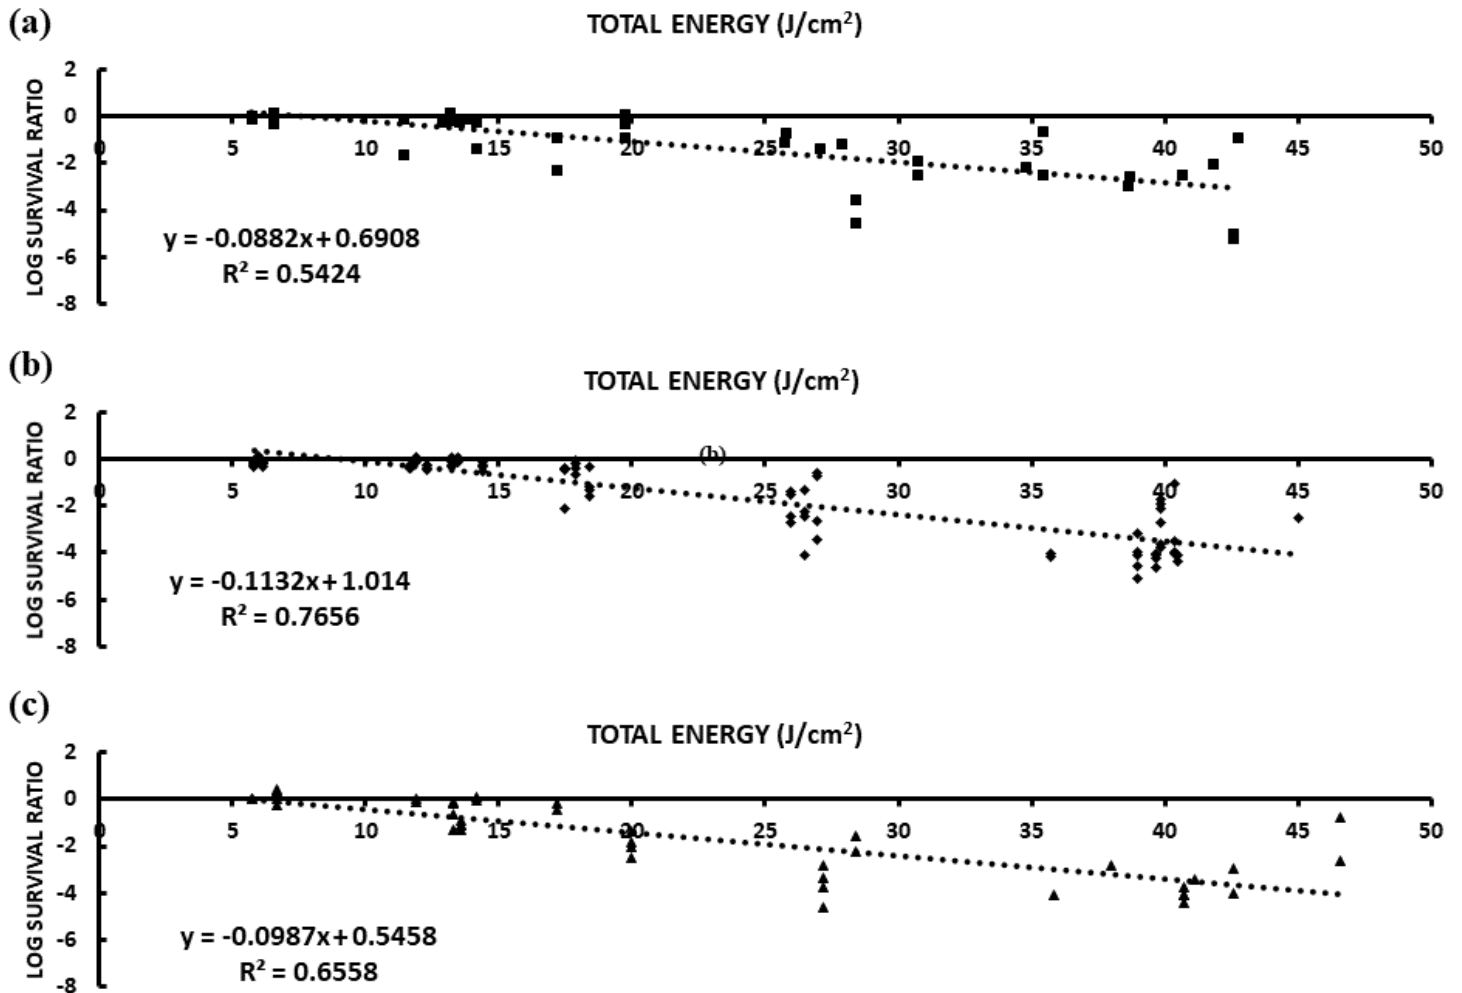 (a)
TOTAL ENERGY (J/cm²)
LOG SURVIVAL RATIO
2
0
-2
-4
-6
-8
0 5 10 15 20 25 30 35 40 45 50
y = -0.0882x + 0.6908
R² = 0.5424
(b)
TOTAL ENERGY (J/cm²)
LOG SURVIVAL RATIO
2
0
-2
-4
-6
-8
(b)
0 5 10 15 20 25 30 35 40 45 50
y = -0.1132x + 1.014
R² = 0.7656
(c)
TOTAL ENERGY (J/cm²)
LOG SURVIVAL RATIO
2
0
-2
-4
-6
-8
0 5 10 15 20 25 30 35 40 45 50
y = -0.0987x + 0.5458
R² = 0.6558